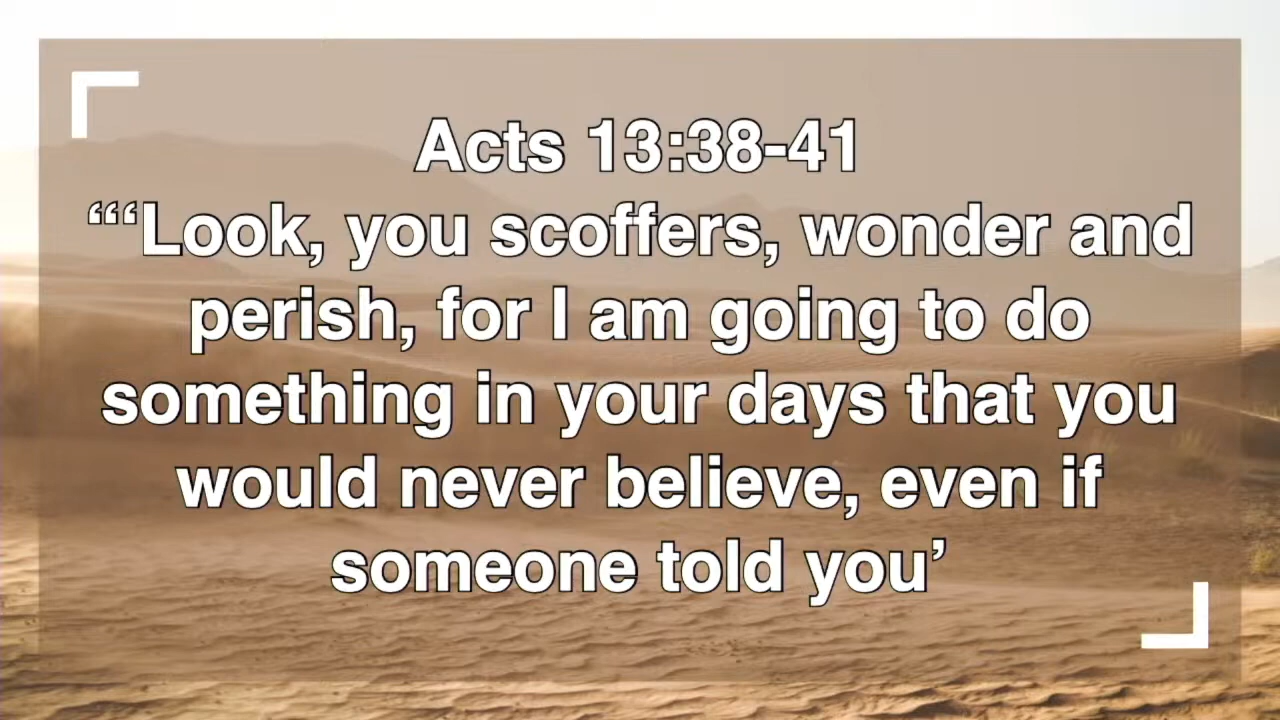 Acts 13:38-41
“‘Look, you scoffers, wonder and
perish, for I am going to do
something in your days that you
would never believe, even if
someone told you’